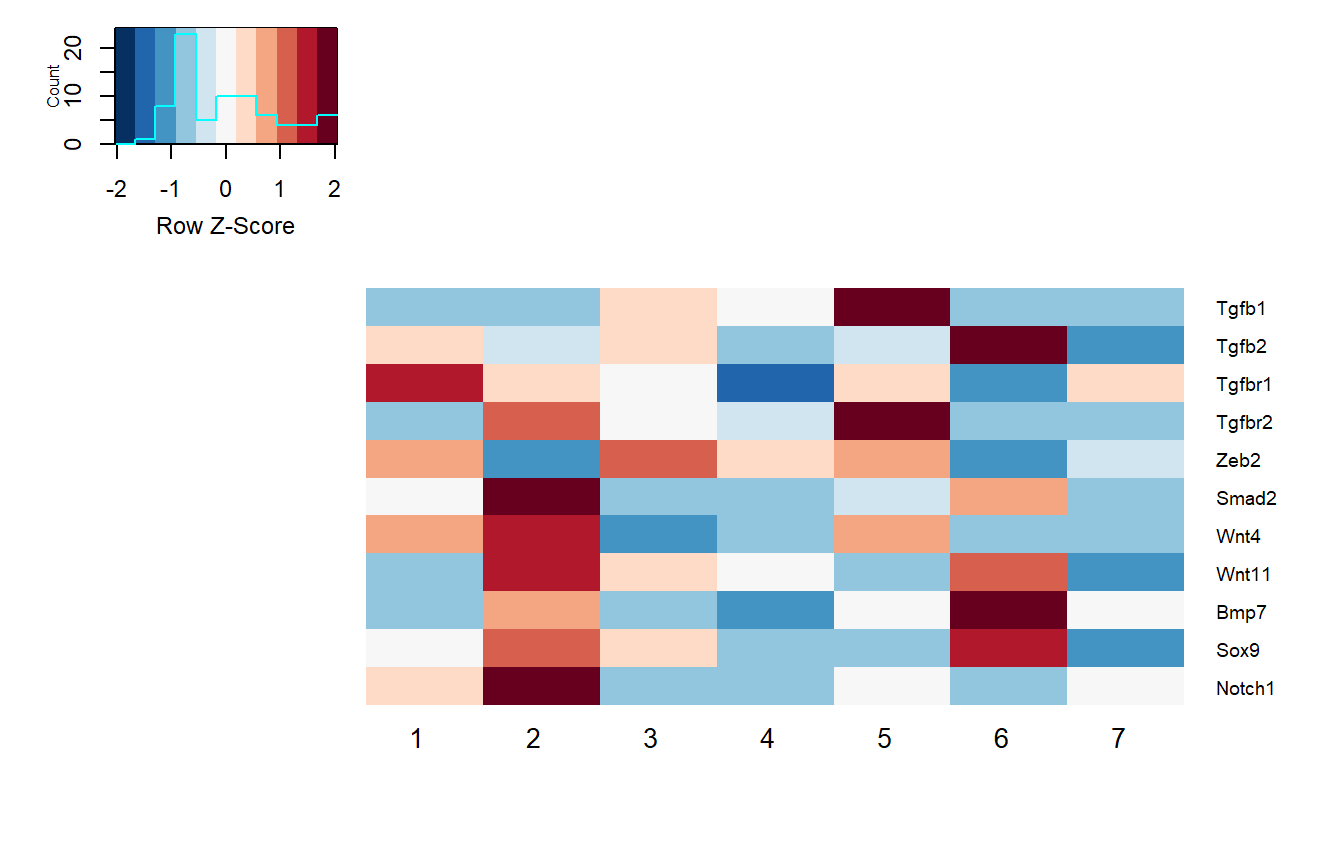 Count
0 10 20
-2 -1 0 1 2
Row Z-Score
Tgfb1
Tgfb2
Tgfbr1
Tgfbr2
Zeb2
Smad2
Wnt4
Wnt11
Bmp7
Sox9
Notch1
1 2 3 4 5 6 7